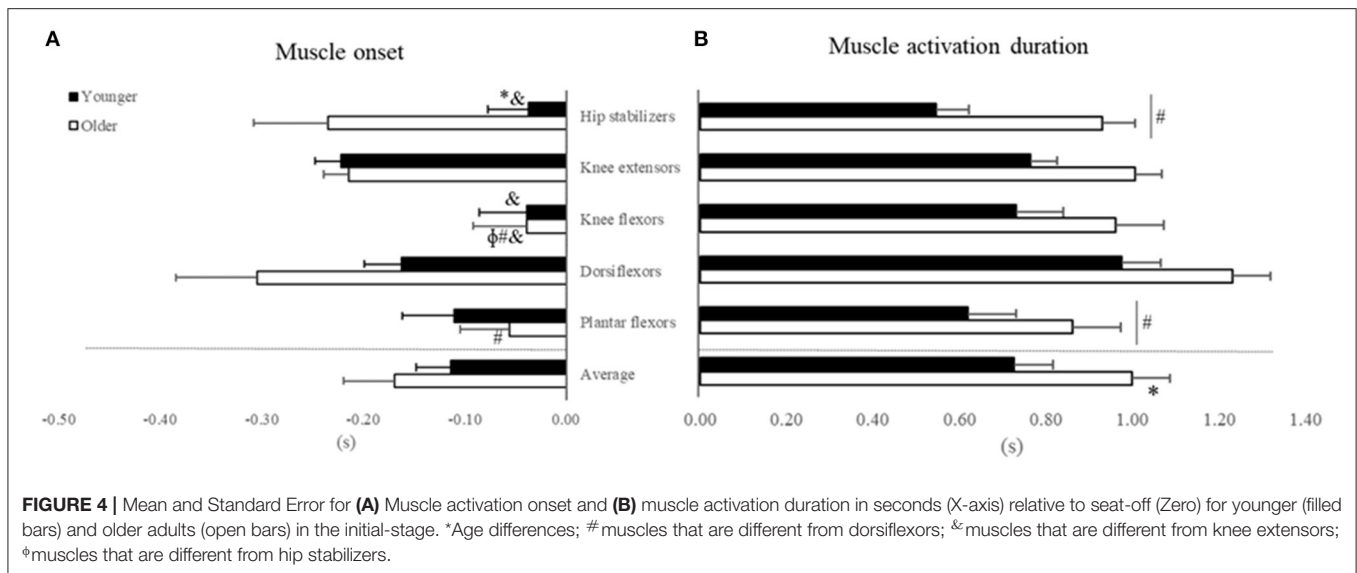 A
Muscle onset
Younger
Older
*&
&
ϕ#&
#
Hip stabilizers
Knee extensors
Knee flexors
Dorsiflexors
Plantar flexors
Average
-0.50 -0.40 -0.30 -0.20 -0.10 0.00
(s)
B
Muscle activation duration
#
#
*
0.00 0.20 0.40 0.60 0.80 1.00 1.20 1.40
(s)
FIGURE 4 | Mean and Standard Error for (A) Muscle activation onset and (B) muscle activation duration in seconds (X-axis) relative to seat-off (Zero) for younger (filled
bars) and older adults (open bars) in the initial-stage. *Age differences; #muscles that are different from dorsiflexors; &muscles that are different from knee extensors;
ϕmuscles that are different from hip stabilizers.